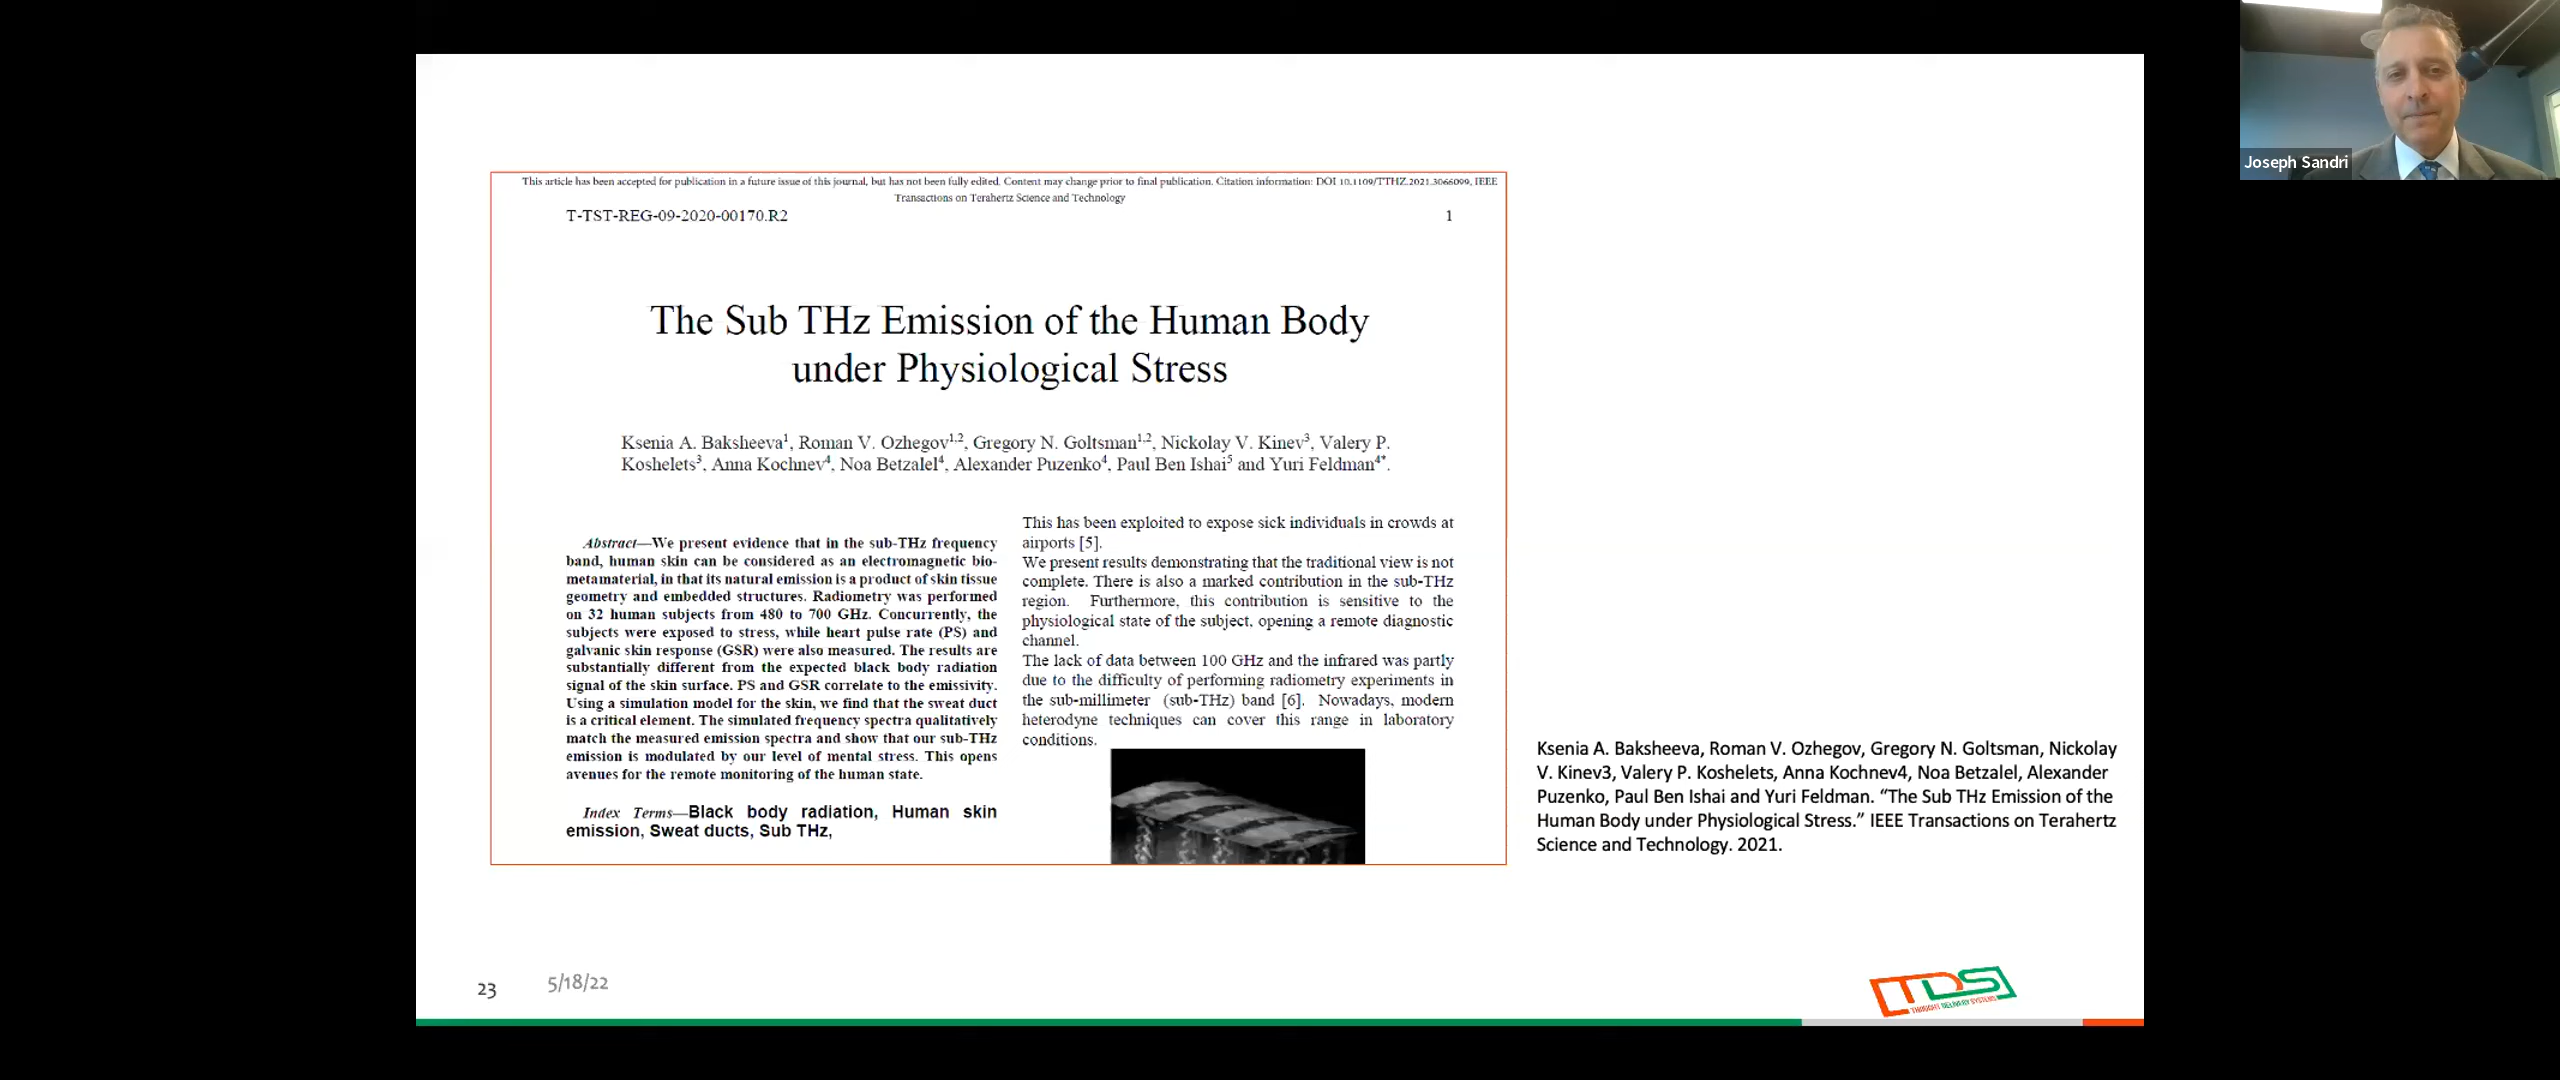 Joseph Sandri
This article has been accepted for publication in a future issue of this journal, but has not been fully edited. Content may change prior to final publication. Citation information: DOI 10.1109/TTHZ.2021.3066099, IEEE
Transactions on Terahertz Science and Technology
T-TST-REG-09-2020-00170.R2
1
The Sub THz Emission of the Human Body
under Physiological Stress
Ksenia A. Baksheeva1, Roman V. Ozhegov1,2, Gregory N. Goltsman1,2, Nickolay V. Kinev3, Valery P.
Koshelets3, Anna Kochnev4, Noa Betzalel4, Alexander Puzenko4, Paul Ben Ishai5 and Yuri Feldman4*.
Abstract—We present evidence that in the sub-THz frequency
band, human skin can be considered as an electromagnetic bio-
metamaterial, in that its natural emission is a product of skin tissue
geometry and embedded structures. Radiometry was performed
on 32 human subjects from 480 to 700 GHz. Concurrently, the
subjects were exposed to stress, while heart pulse rate (PS) and
galvanic skin response (GSR) were also measured. The results are
substantially different from the expected black body radiation
signal of the skin surface. PS and GSR correlate to the emissivity.
Using a simulation model for the skin, we find that the sweat duct
is a critical element. The simulated frequency spectra qualitatively
match the measured emission spectra and show that our sub-THz
emission is modulated by our level of mental stress. This opens
avenues for the remote monitoring of the human state.
Index Terms—Black body radiation, Human skin
emission, Sweat ducts, Sub THz,
This has been exploited to expose sick individuals in crowds at
airports [5].
We present results demonstrating that the traditional view is not
complete. There is also a marked contribution in the sub-THz
region. Furthermore, this contribution is sensitive to the
physiological state of the subject, opening a remote diagnostic
channel.
The lack of data between 100 GHz and the infrared was partly
due to the difficulty of performing radiometry experiments in
the sub-millimeter (sub-THz) band [6]. Nowadays, modern
heterodyne techniques can cover this range in laboratory
conditions.
Ksenia A. Baksheeva, Roman V. Ozhegov, Gregory N. Goltsman, Nickolay
V. Kinev3, Valery P. Koshelets, Anna Kochnev4, Noa Betzalel, Alexander
Puzenko, Paul Ben Ishai and Yuri Feldman. “The Sub THz Emission of the
Human Body under Physiological Stress.” IEEE Transactions on Terahertz
Science and Technology. 2021.
23
5/18/22
TDS
THOUGHT DELIVERY SYSTEMS